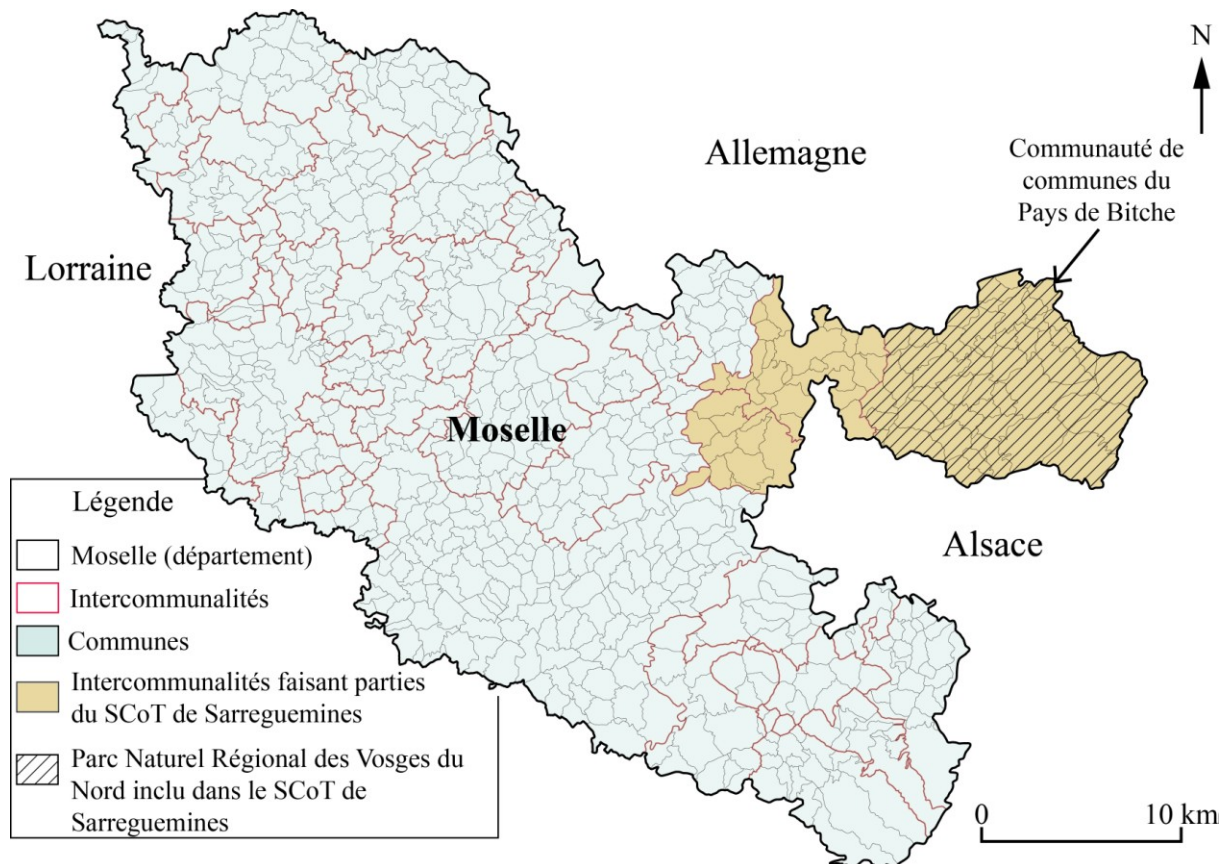 N
Allemagne
Communauté de
communes du
Pays de Bitche
Lorraine
Moselle
Alsace
Légende
Moselle (département)
Intercommunalités
Communes
Intercommunalités faisant parties
du SCoT de Sarreguemines
Parc Naturel Régional des Vosges du
Nord inclu dans le SCoT de
Sarreguemines
0 10 km